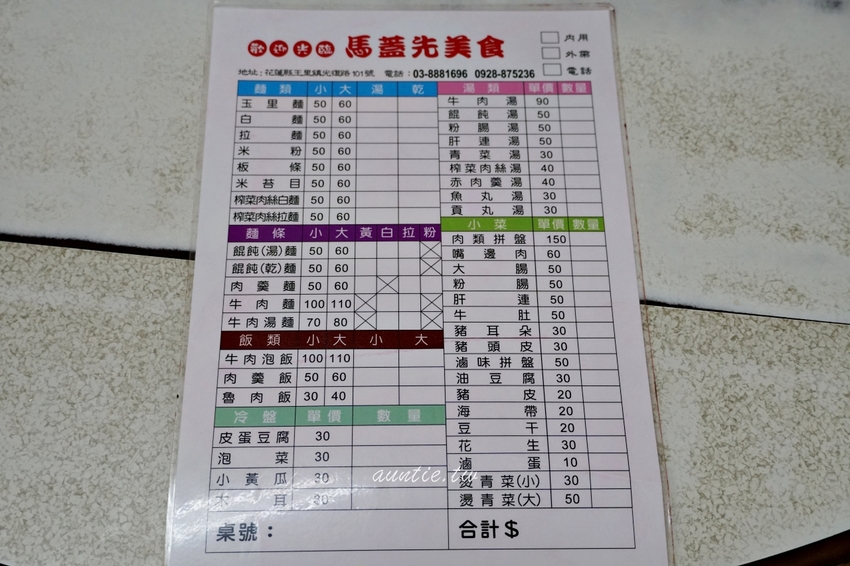 歡迎光臨 馬蓋先美食
內用
外帶
電話
地址：花蓮縣玉里鎮光復路101號 電話：03-8881696 0928-875236
麵類 小 大 湯 乾
玉里麵 50 60
白麵 50 60
拉麵 50 60
米粉 50 60
板條 50 60
米苔目 50 60
榨菜肉絲白麵 50 60
榨菜肉絲拉麵 50 60
麵條 小 大 黃 白 拉 粉
餛飩(湯)麵 50 60
餛飩(乾)麵 50 60
肉羹麵 50 60
牛肉麵 100 110
牛肉湯麵 70 80
飯類 小 大 小 大
牛肉泡飯 100 110
肉羹飯 50 60
魯肉飯 30 40
冷盤 單價 數量
皮蛋豆腐 30
泡菜 30
小黃瓜 30
木耳 30
桌號：
湯類 單價 數量
牛肉湯 90
餛飩湯 50
粉腸湯 50
肝連湯 50
青菜湯 30
榨菜肉絲湯 40
赤肉羹湯 40
魚丸湯 30
貢丸湯 30
小菜 單價 數量
肉類拼盤 150
嘴邊肉 60
大腸 50
粉腸 50
肝連 50
牛肚 50
豬耳朵 30
豬頭皮 30
滷味拼盤 50
油豆腐 30
豬皮 20
海帶 20
豆干 20
花生 30
滷蛋 10
燙青菜(小) 30
燙青菜(大) 50
合計$
auntie.tw